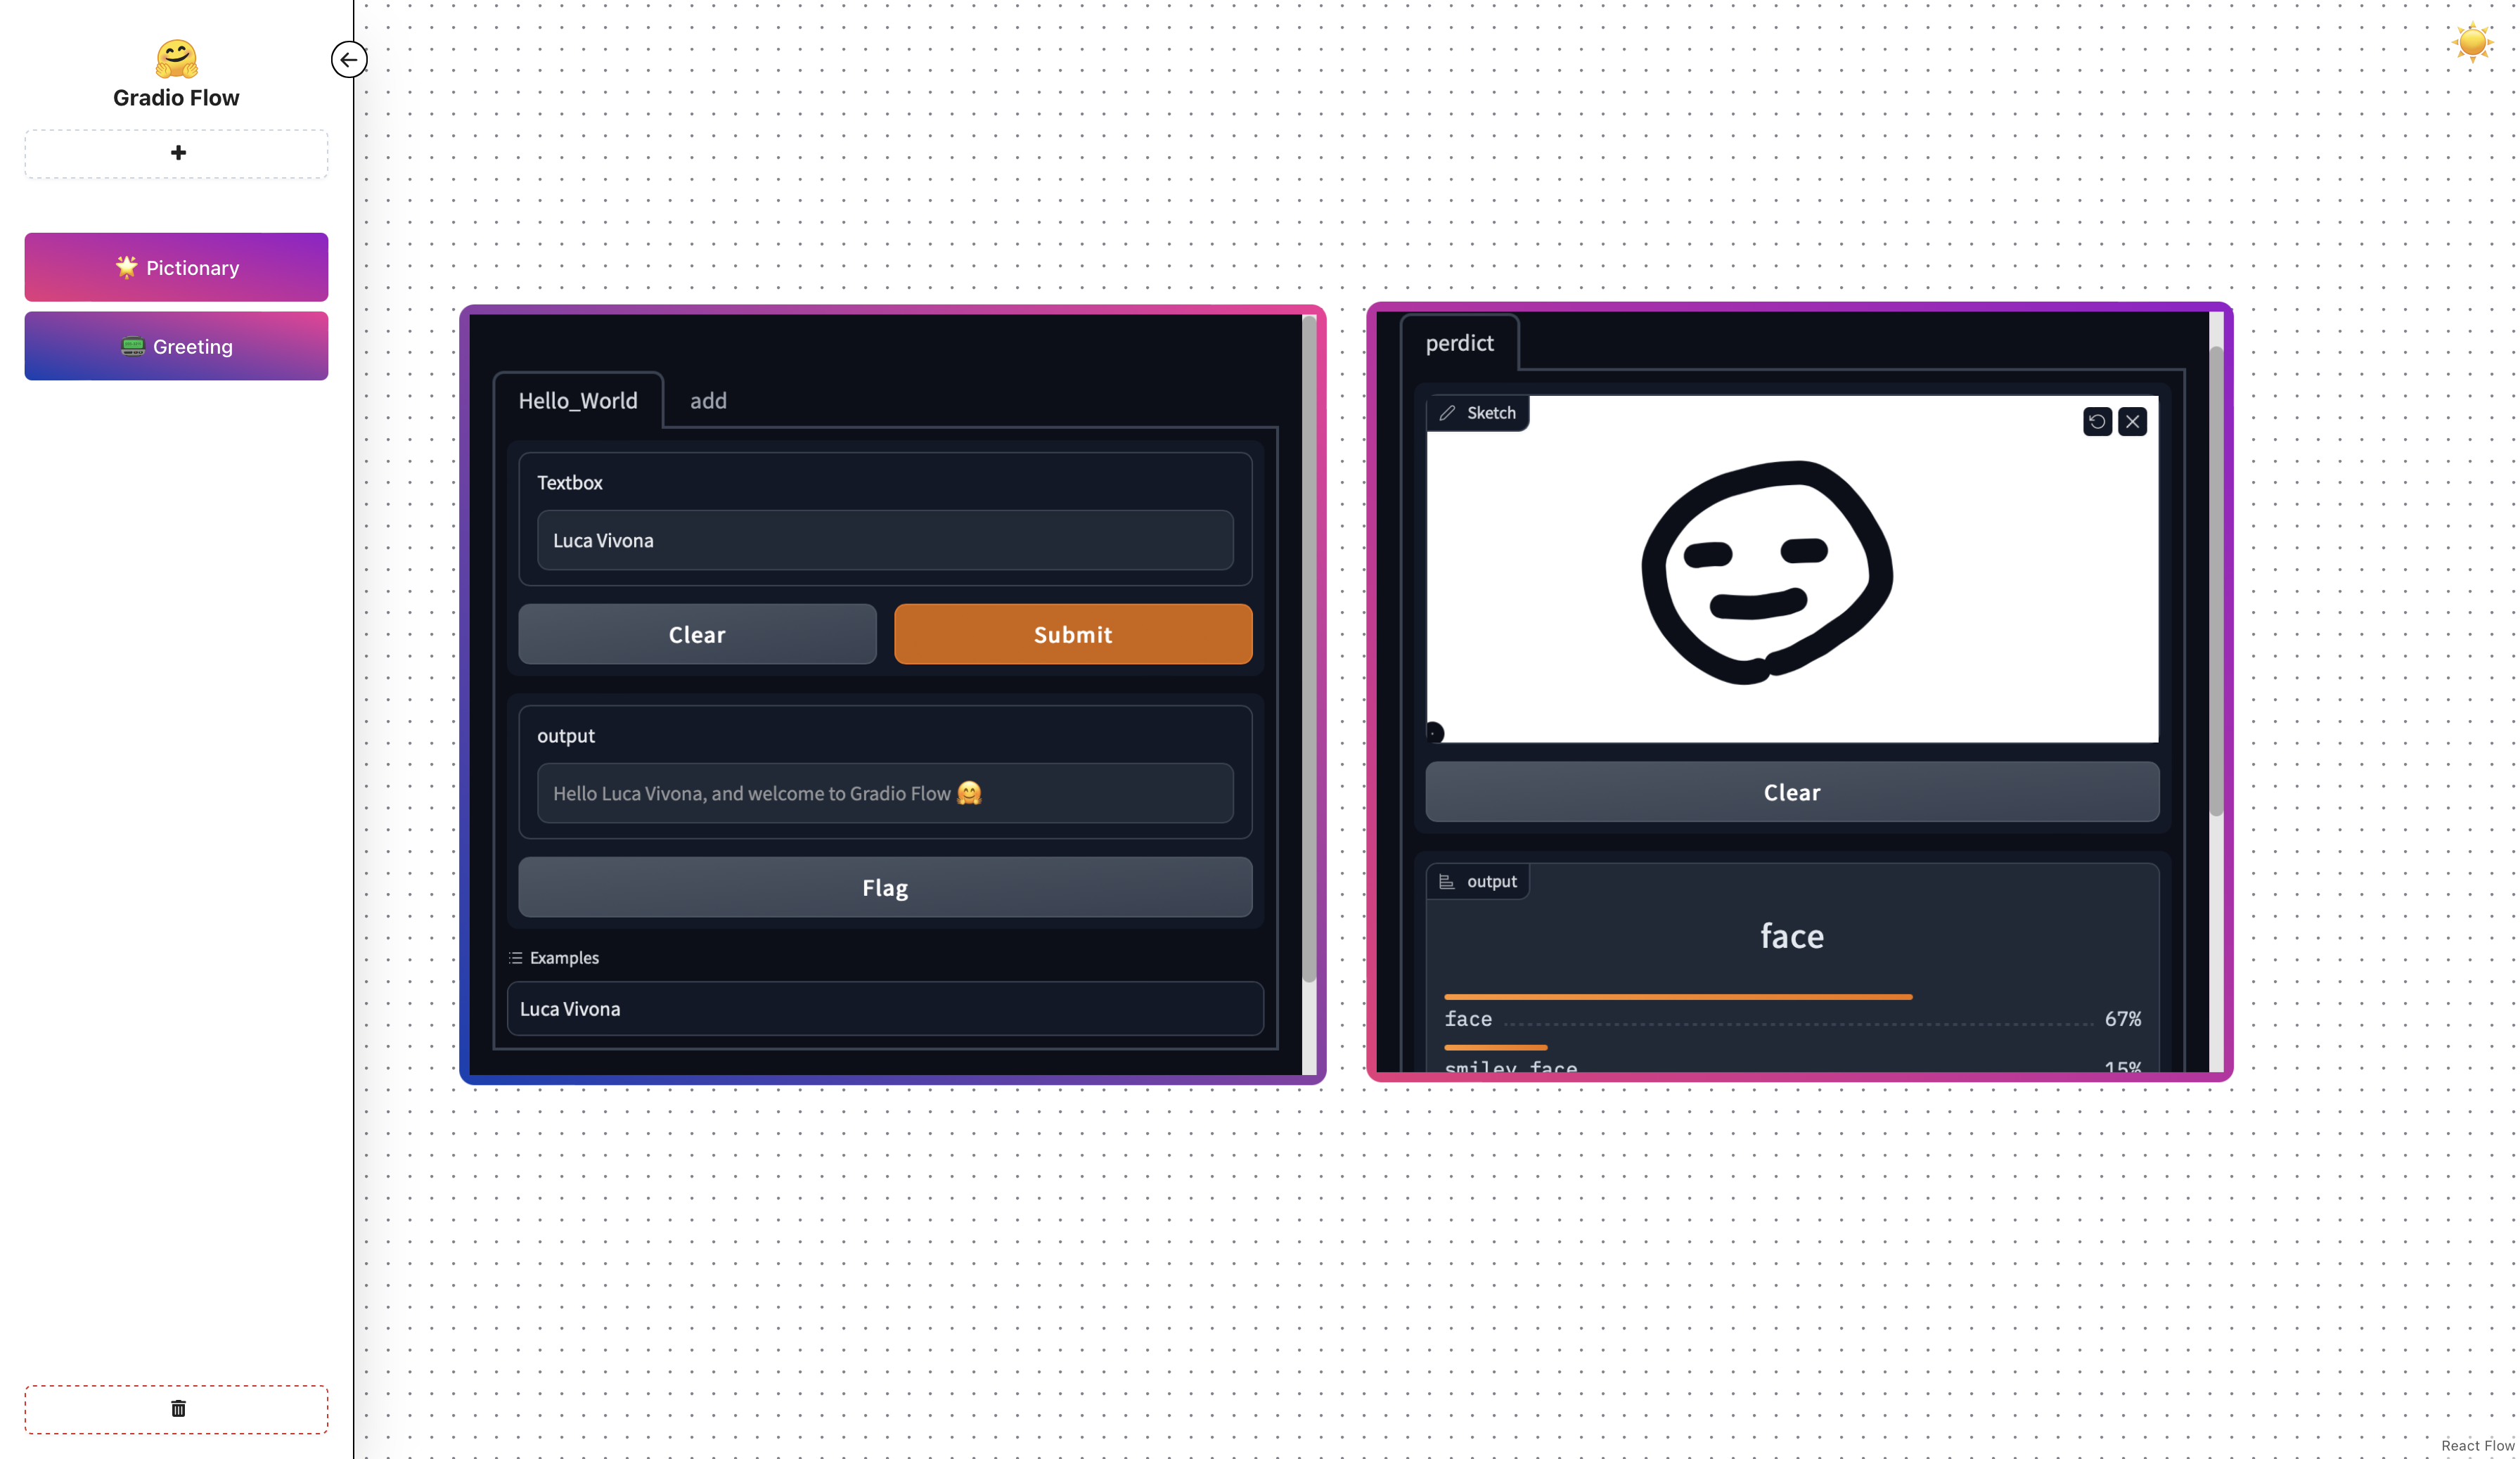 Gradio Flow
Pictionary
Greeting
Hello_World add
Textbox
Luca Vivona
Clear Submit
output
Hello Luca Vivona, and welcome to Gradio Flow 🤗
Flag
Examples
Luca Vivona
perdict
Sketch
Clear
output
face
face 67%
smiley face 15%
React Flow